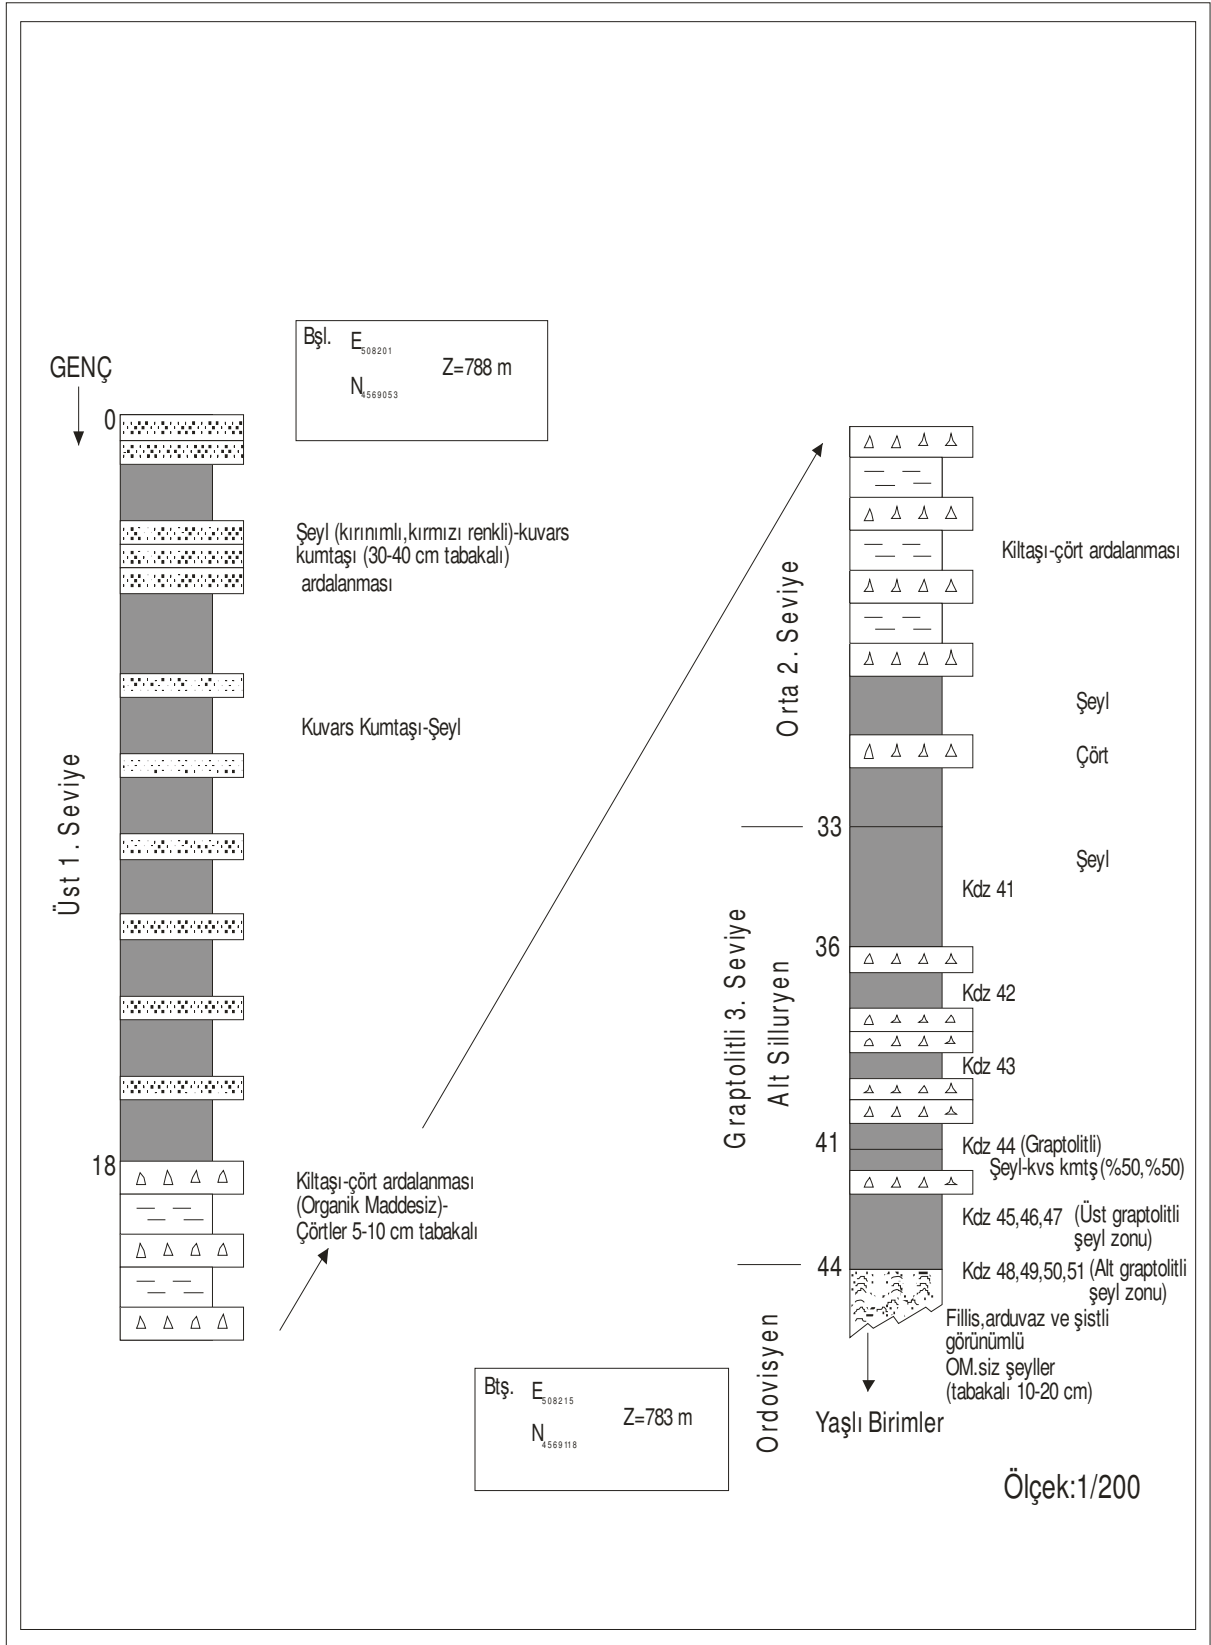 Bşl. E508201
Z=788 m
N4569053
GENÇ
0
Şeyl (kırınımlı,kırmızı renkli)-kuvars
kumtaşı (30-40 cm tabakalı)
ardalanması
Kuvars Kumtaşı-Şeyl
Üst 1. Seviye
18
Kiltaşı-çört ardalanması
(Organik Maddesiz)-
Çörtler 5-10 cm tabakalı
Btş. E508215
Z=783 m
N4569118
Orta 2. Seviye
Kiltaşı-çört ardalanması
Şeyl
Çört
33
Şeyl
Kdz 41
Graptolitli 3. Seviye
Alt Silluryen
36
Kdz 42
Kdz 43
41
Kdz 44 (Graptolitli)
Şeyl-kvs kmtş(%50,%50)
Kdz 45,46,47 (Üst graptolitli
şeyl zonu)
44
Kdz 48,49,50,51 (Alt graptolitli
şeyl zonu)
Ordovisyen
Fillis,arduvaz ve şistli
görünümlü
OM.siz şeyller
(tabakalı 10-20 cm)
Yaşlı Birimler
Ölçek:1/200